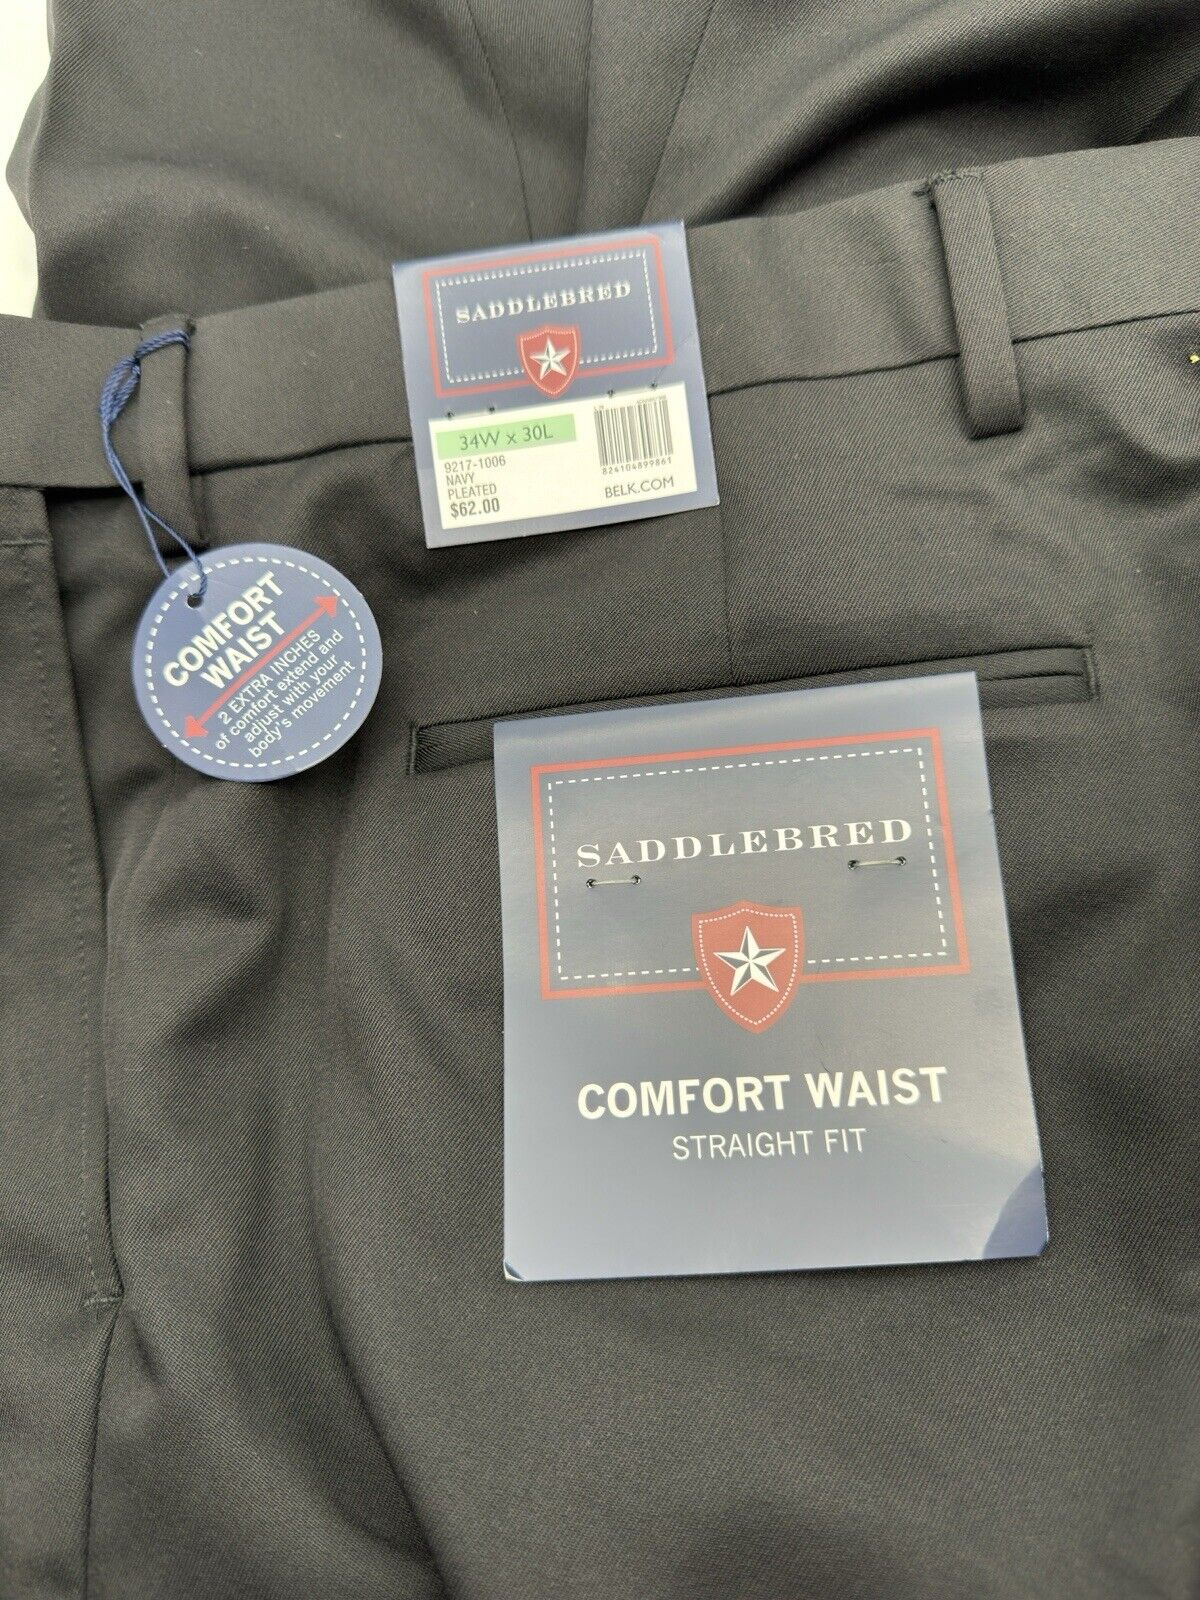 SADDLEBRED
34W x 30L
9217-1006
NAVY
PLEATED
$62.00
824104899861
BELK.COM
COMFORT
WAIST
2 EXTRA INCHES
of comfort extend and
adjust with your
body's movement
SADDLEBRED
COMFORT WAIST
STRAIGHT FIT